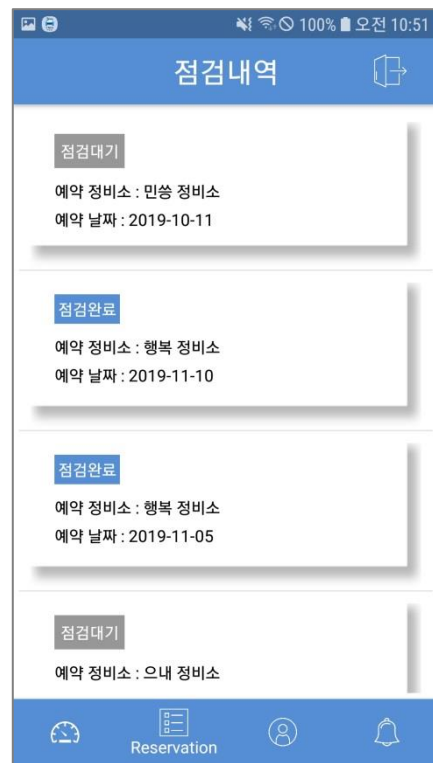 100% 오전 10:51
점검내역
점검대기
예약 정비소 : 민쏭 정비소
예약 날짜 : 2019-10-11
점검완료
예약 정비소 : 행복 정비소
예약 날짜 : 2019-11-10
점검완료
예약 정비소 : 행복 정비소
예약 날짜 : 2019-11-05
점검대기
예약 정비소 : 으내 정비소
Reservation